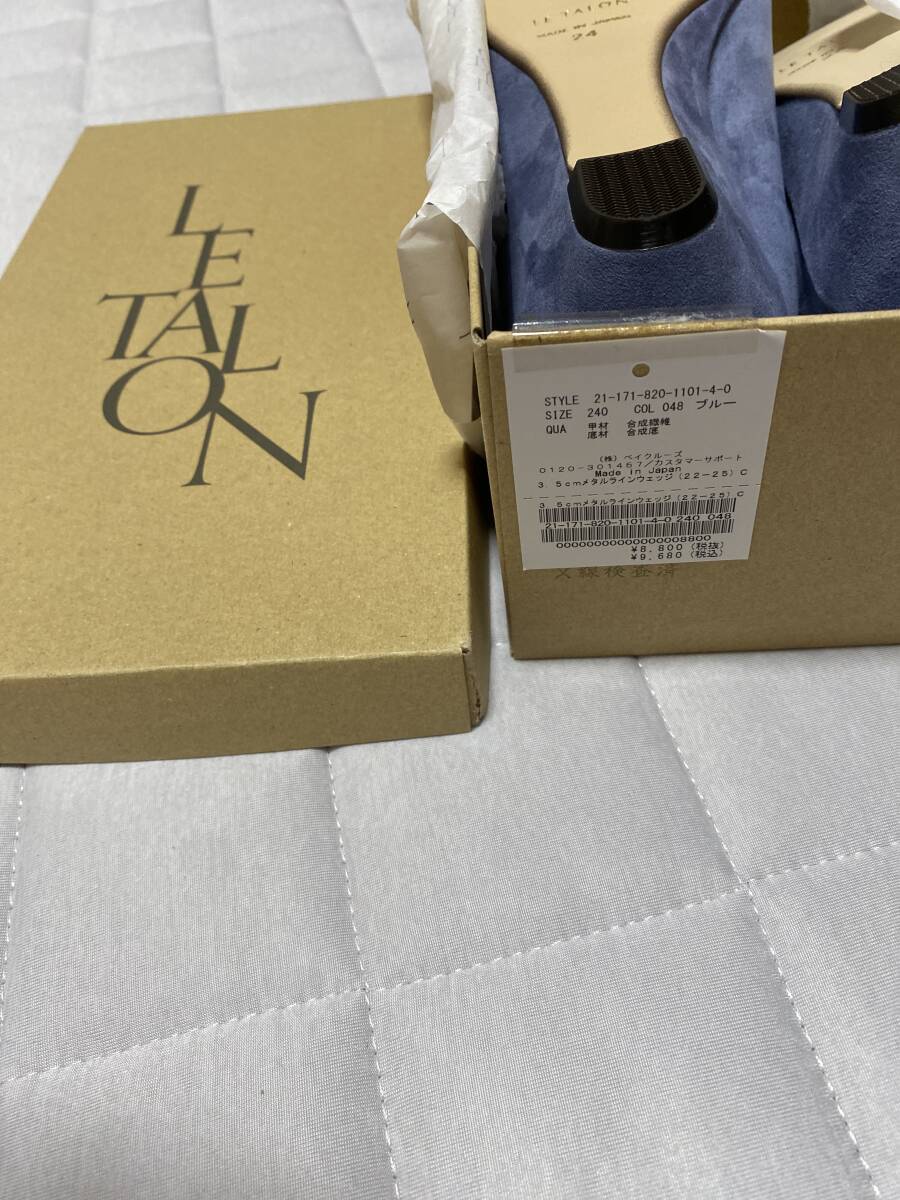 LE
TAL
ON
LE TALON
MADE IN JAPAN
24
LE TA
STYLE 21-171-820-1101-4-0
SIZE 240 COL 048 ブルー
QUA 甲材 合成繊維
底材 合成底
(株) ベイクルーズ
0120-301457/カスタマーサポート
Made in Japan
3.5cmメタルラインウェッジ(22-25)C
3.5cmメタルラインウェッジ(22-25)C
21-171-820-1101-4-0 240 048
00000000000000008800
¥8,800(税抜)
¥9,680(税込)
X線検査済